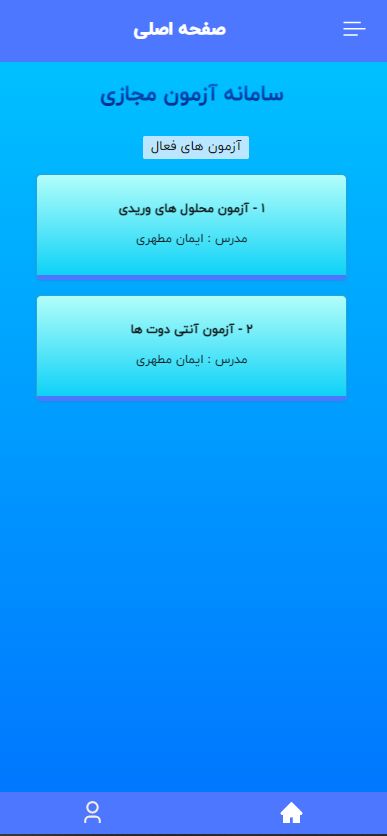 صفحه اصلی
سامانه آزمون مجازی
آزمون های فعال
۱ - آزمون محلول های وریدی
مدرس : ایمان مطهری
۲ - آزمون آنتی دوت ها
مدرس : ایمان مطهری